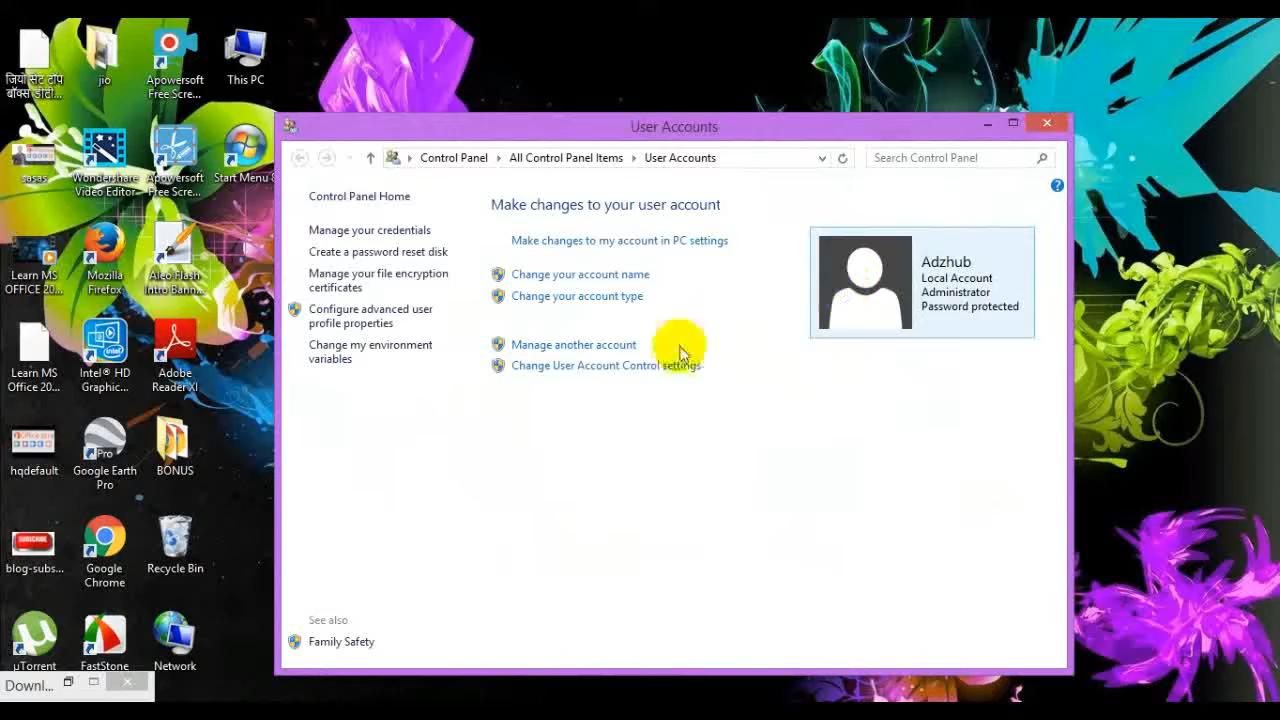 जियो सेट टॉप
बॉक्स डीटी...
jio
Apowersoft
Free Scre...
This PC
sasas
Wondershare
Video Editor
Apowersoft
Free Scre...
Start Menu 8
Learn MS
OFFICE 20...
Mozilla
Firefox
Aleo Flash
Intro Bann...
Learn MS
Office 20...
Intel® HD
Graphic...
Adobe
Reader XI
hqdefault
Google Earth
Pro
BONUS
blog-subs...
Google
Chrome
Recycle Bin
µTorrent
FastStone
Network
Downl...
User Accounts
Control Panel
All Control Panel Items
User Accounts
Search Control Panel
Control Panel Home
Manage your credentials
Create a password reset disk
Manage your file encryption
certificates
Configure advanced user
profile properties
Change my environment
variables
See also
Family Safety
Make changes to your user account
Make changes to my account in PC settings
Change your account name
Change your account type
Manage another account
Change User Account Control settings
Adzhub
Local Account
Administrator
Password protected